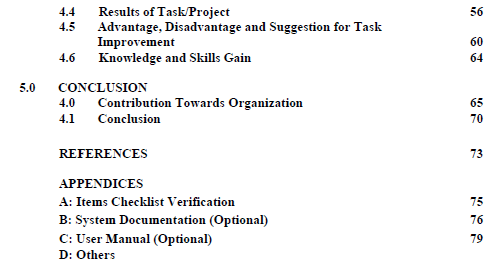 4.4 Results of Task/Project 56
4.5 Advantage, Disadvantage and Suggestion for Task
Improvement 60
4.6 Knowledge and Skills Gain 64
5.0 CONCLUSION
4.0 Contribution Towards Organization 65
4.1 Conclusion 70
REFERENCES 73
APPENDICES
A: Items Checklist Verification 75
B: System Documentation (Optional) 76
C: User Manual (Optional) 79
D: Others